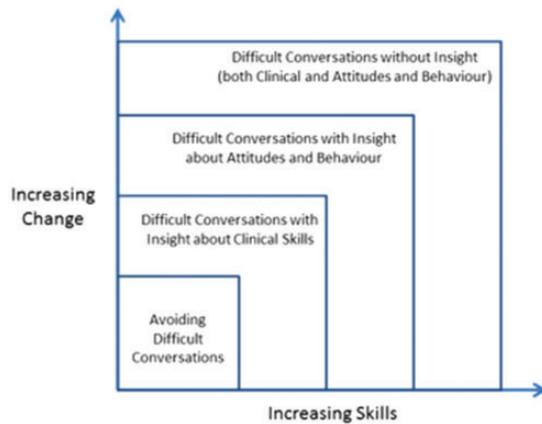 Difficult Conversations without Insight
(both Clinical and Attitudes and Behaviour)
Difficult Conversations with Insight
about Attitudes and Behaviour
Increasing
Change
Difficult Conversations with
Insight about Clinical Skills
Avoiding
Difficult
Conversations
Increasing Skills